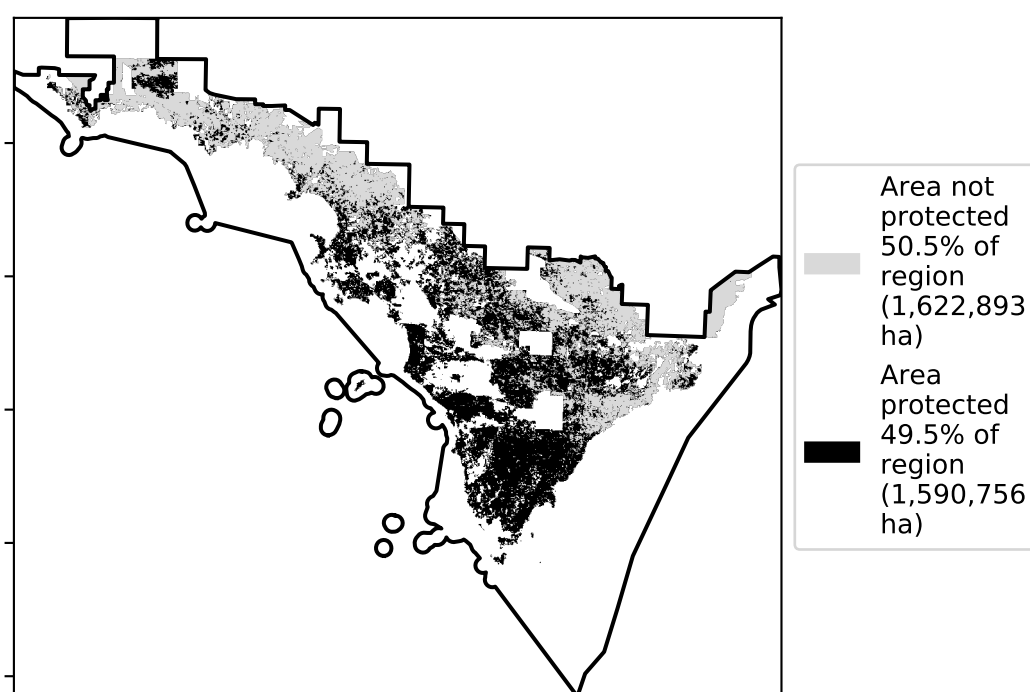 Area not
protected
50.5% of
region
(1,622,893
ha)
Area
protected
49.5% of
region
(1,590,756
ha)